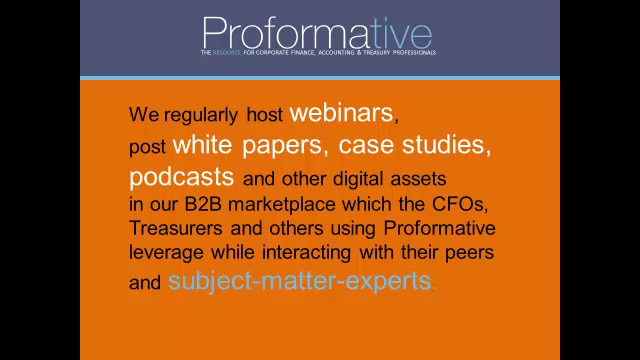 Proformative
THE RESOURCE FOR CORPORATE FINANCE, ACCOUNTING & TREASURY PROFESSIONALS
We regularly host webinars,
post white papers, case studies,
podcasts and other digital assets
in our B2B marketplace which the CFOs,
Treasurers and others using Proformative
leverage while interacting with their peers
and subject-matter-experts.